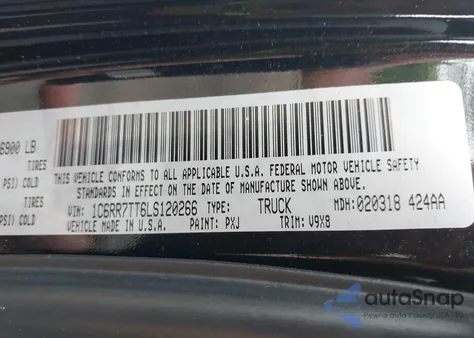 6900 LB
TIRES
PSI) COLD
TIRES
PSI) COLD
THIS VEHICLE CONFORMS TO ALL APPLICABLE U.S.A. FEDERAL MOTOR VEHICLE SAFETY
STANDARDS IN EFFECT ON THE DATE OF MANUFACTURE SHOWN ABOVE.
VIN: 1C6RR7TT6LS120266 TYPE: TRUCK MDH:020318 424AA
VEHICLE MADE IN U.S.A. PAINT: PXJ TRIM: V9X8
autoSnap